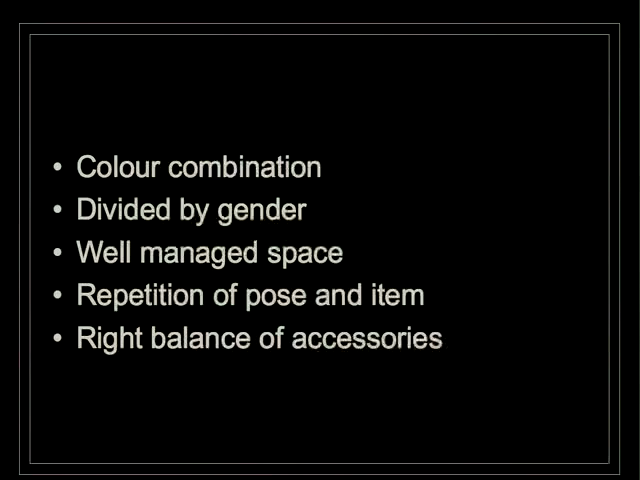 • Colour combination
• Divided by gender
• Well managed space
• Repetition of pose and item
• Right balance of accessories